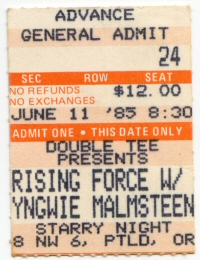 ADVANCE
GENERAL ADMIT
24
SEC ROW SEAT
NO REFUNDS
NO EXCHANGES
$12.00
JUNE 11 '85 8:30
ADMIT ONE • THIS DATE ONLY
DOUBLE TEE
PRESENTS
RISING FORCE W/
YNGWIE MALMSTEEN
STARRY NIGHT
8 NW 6, PTLD, OR